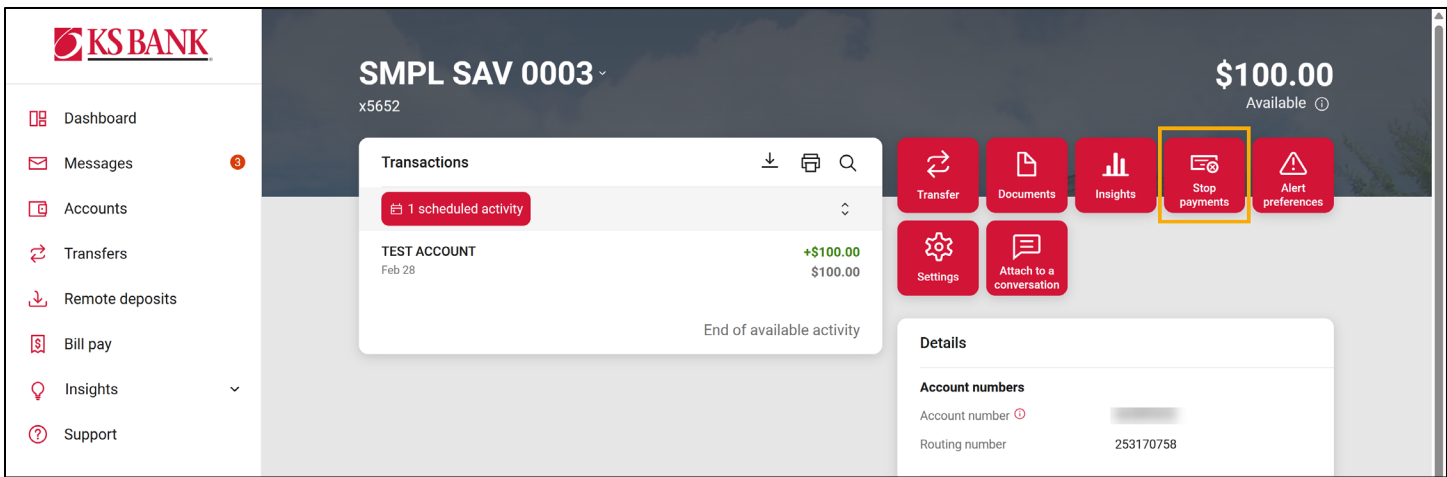 KS BANK
Dashboard
Messages
3
Accounts
Transfers
Remote deposits
Bill pay
Insights
Support
SMPL SAV 0003
x5652
$100.00
Available
Transactions
1 scheduled activity
TEST ACCOUNT
+$100.00
Feb 28
$100.00
End of available activity
Transfer
Documents
Insights
Stop
payments
Alert
preferences
Settings
Attach to a
conversation
Details
Account numbers
Account number
Routing number
253170758